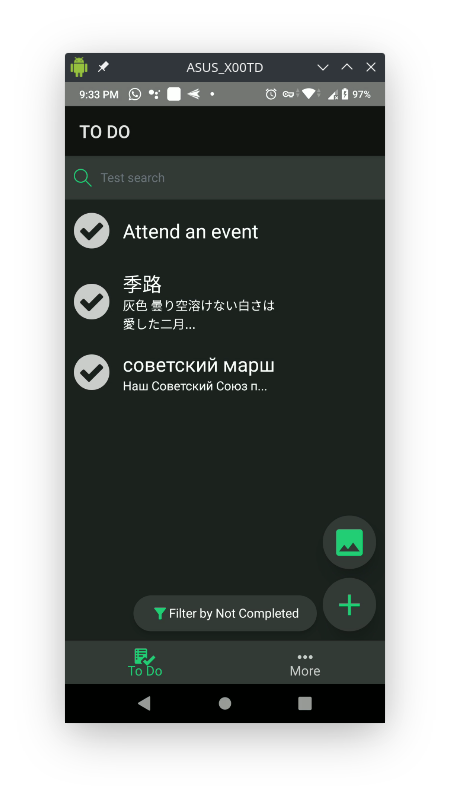 ASUS_X00TD
9:33 PM
97%
TO DO
Test search
Attend an event
季路
灰色 曇り空溶けない白さは
愛した二月...
советский марш
Наш Советский Союз п...
Filter by Not Completed
To Do
More